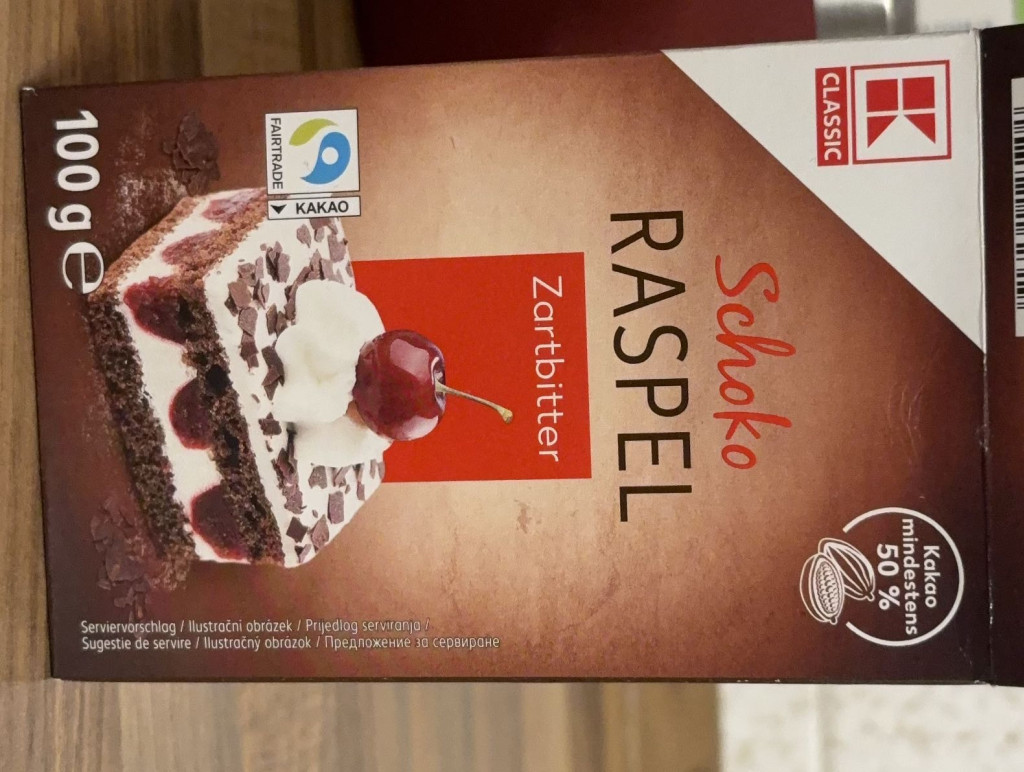 CLASSIC
Kakao
mindestens
50 %
Schoko
RASPEL
Zartbitter
FAIRTRADE
KAKAO
100 g ℮
Serviervorschlag / Ilustrační obrázek / Prijedlog serviranja /
Sugestie de servire / Ilustračný obrázok / Предложение за сервиране